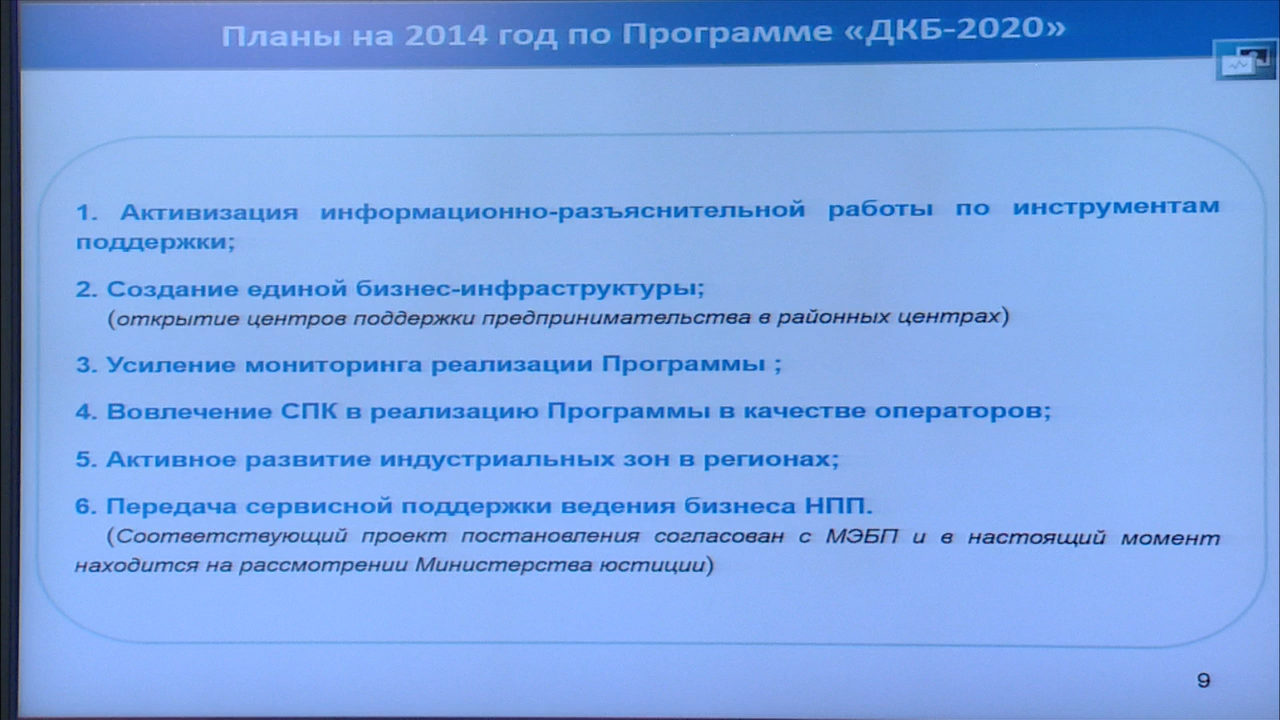 Планы на 2014 год по Программе «ДКБ-2020»
1. Активизация информационно-разъяснительной работы по инструментам
поддержки;
2. Создание единой бизнес-инфраструктуры;
(открытие центров поддержки предпринимательства в районных центрах)
3. Усиление мониторинга реализации Программы ;
4. Вовлечение СПК в реализацию Программы в качестве операторов;
5. Активное развитие индустриальных зон в регионах;
6. Передача сервисной поддержки ведения бизнеса НПП.
(Соответствующий проект постановления согласован с МЭБП и в настоящий момент
находится на рассмотрении Министерства юстиции)
9